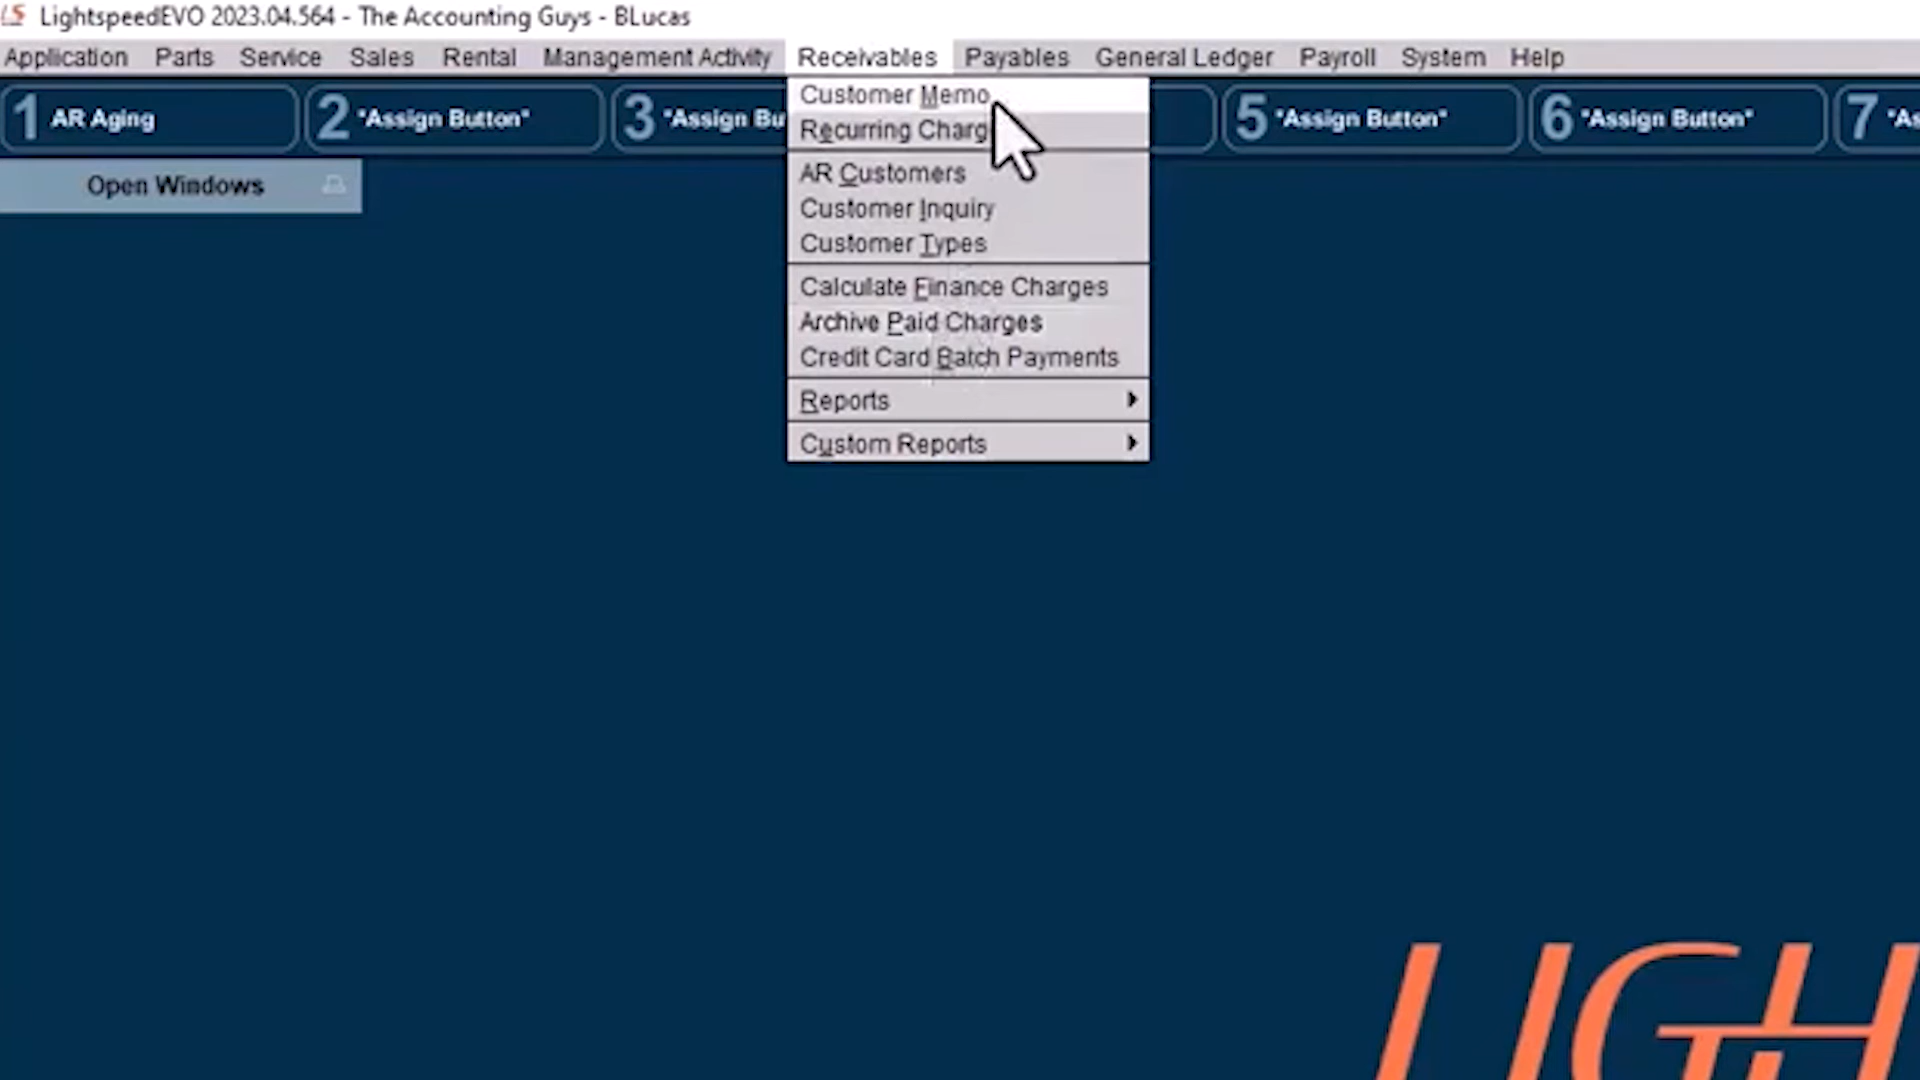 LS LightspeedEVO 2023.04.564 - The Accounting Guys - BLucas
Application Parts Service Sales Rental Management Activity Receivables Payables General Ledger Payroll System Help
1 AR Aging 2 *Assign Button* 3 *Assign Bu 5 *Assign Button* 6 *Assign Button* 7 *As
Open Windows
Customer Memo
Recurring Charg
AR Customers
Customer Inquiry
Customer Types
Calculate Finance Charges
Archive Paid Charges
Credit Card Batch Payments
Reports
Custom Reports
LIGH